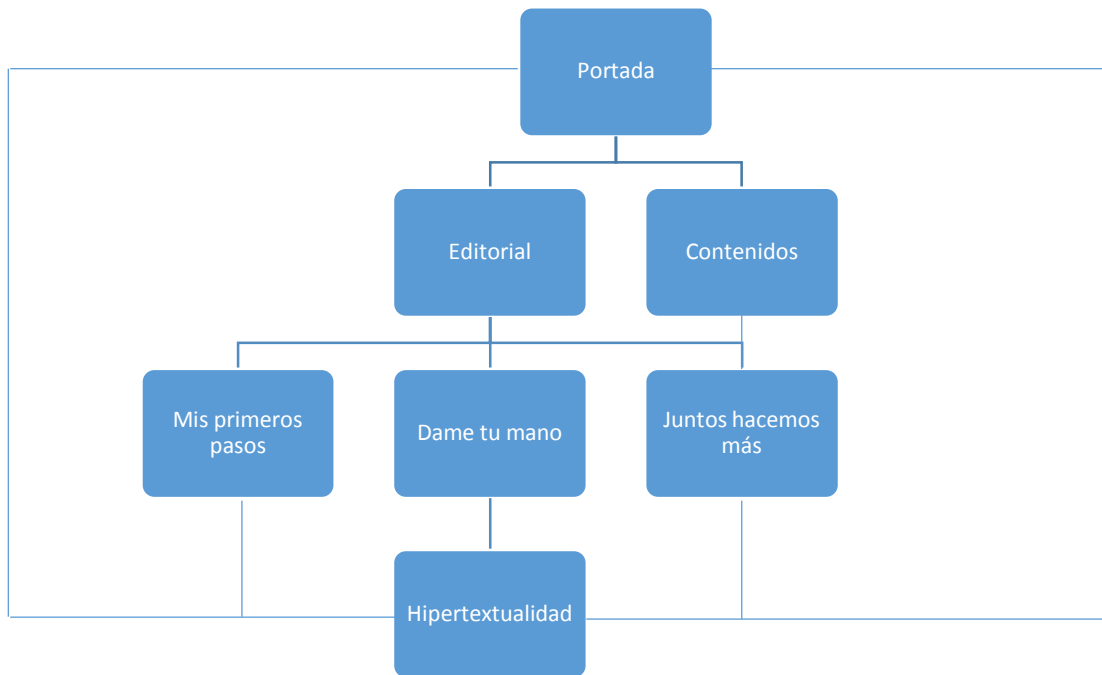 Portada
Editorial
Contenidos
Mis primeros
pasos
Dame tu mano
Juntos hacemos
más
Hipertextualidad